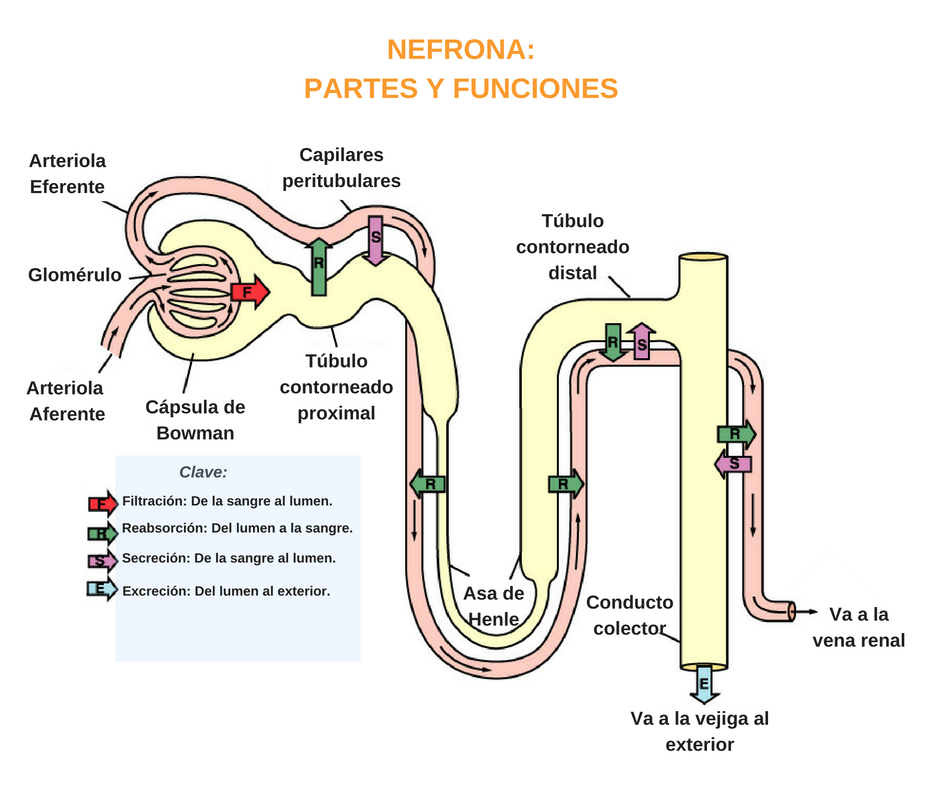 NEFRONA:
PARTES Y FUNCIONES
Arteriola
Eferente
Capilares
peritubulares
Túbulo
contorneado
distal
Glomérulo
Arteriola
Aferente
Cápsula de
Bowman
Túbulo
contorneado
proximal
F
R
S
R
S
R
S
R
R
Clave:
F Filtración: De la sangre al lumen.
R Reabsorción: Del lumen a la sangre.
S Secreción: De la sangre al lumen.
E Excreción: Del lumen al exterior.
Asa de
Henle
Conducto
colector
Va a la
vena renal
E
Va a la vejiga al
exterior